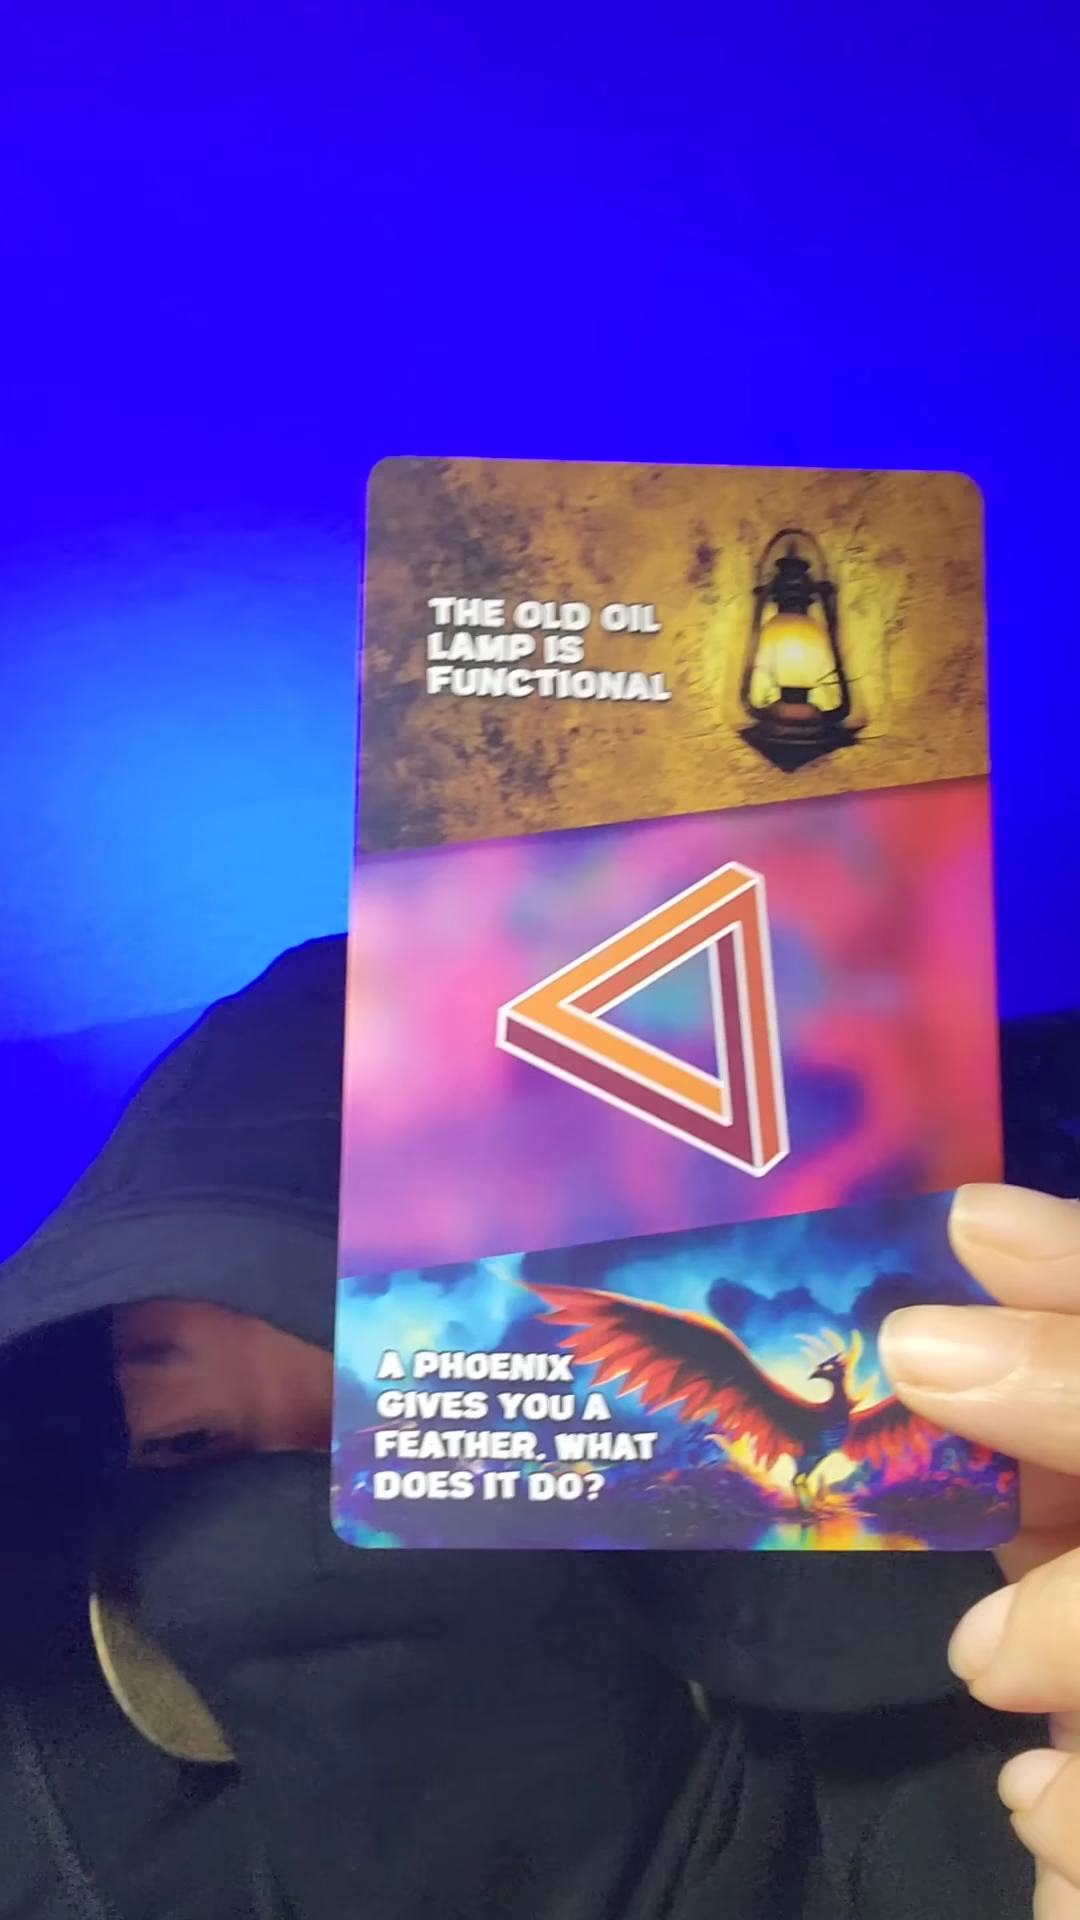 THE OLD OIL
LAMP IS
FUNCTIONAL
A PHOENIX
GIVES YOU A
FEATHER. WHAT
DOES IT DO?